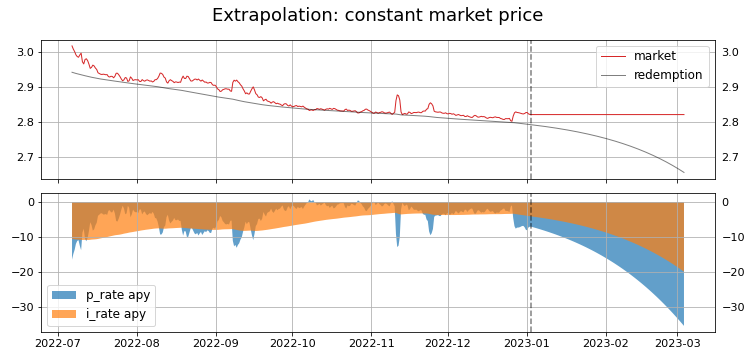 Extrapolation: constant market price
3.0
2.9
2.8
2.7
3.0
2.9
2.8
2.7
market
redemption
0
−10
−20
−30
0
−10
−20
−30
p_rate apy
i_rate apy
2022-07 2022-08 2022-09 2022-10 2022-11 2022-12 2023-01 2023-02 2023-03